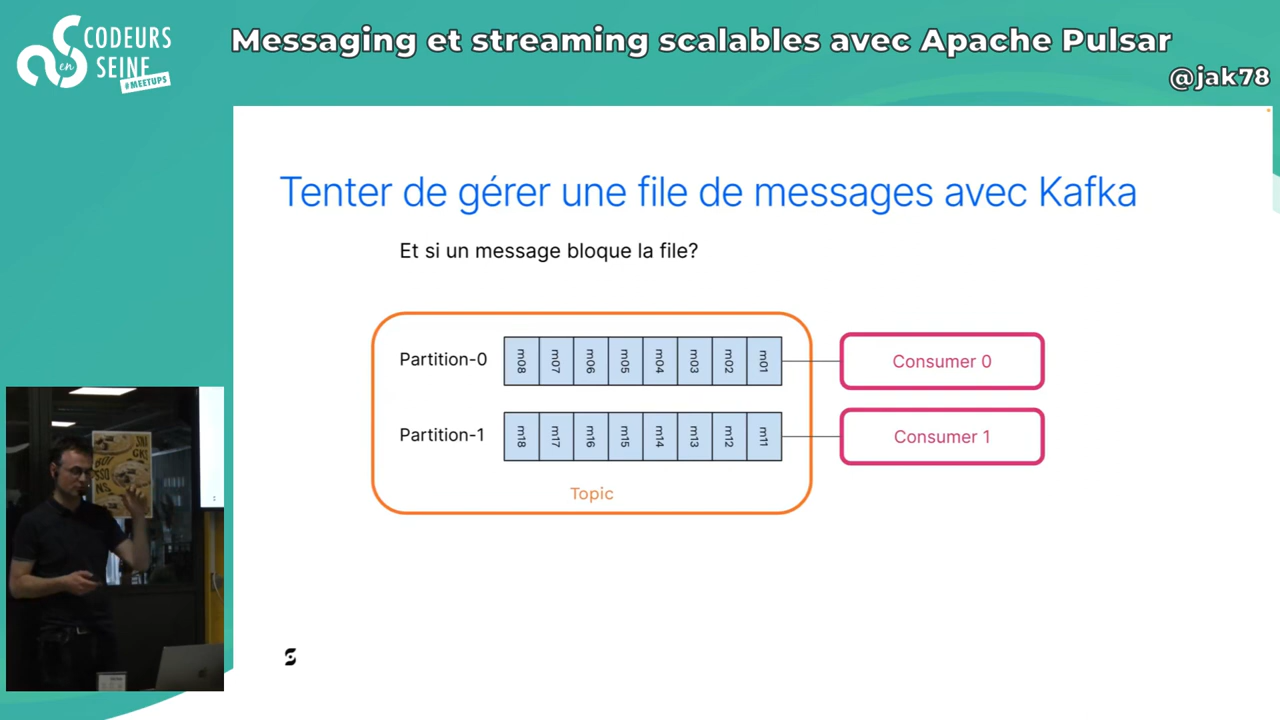 CODEURS
en
SEINE
#MEETUPS
Messaging et streaming scalables avec Apache Pulsar
@jak78
Tenter de gérer une file de messages avec Kafka
Et si un message bloque la file?
Partition-0
m08
m07
m06
m05
m04
m03
m02
m01
Consumer 0
Partition-1
m18
m17
m16
m15
m14
m13
m12
m11
Consumer 1
Topic